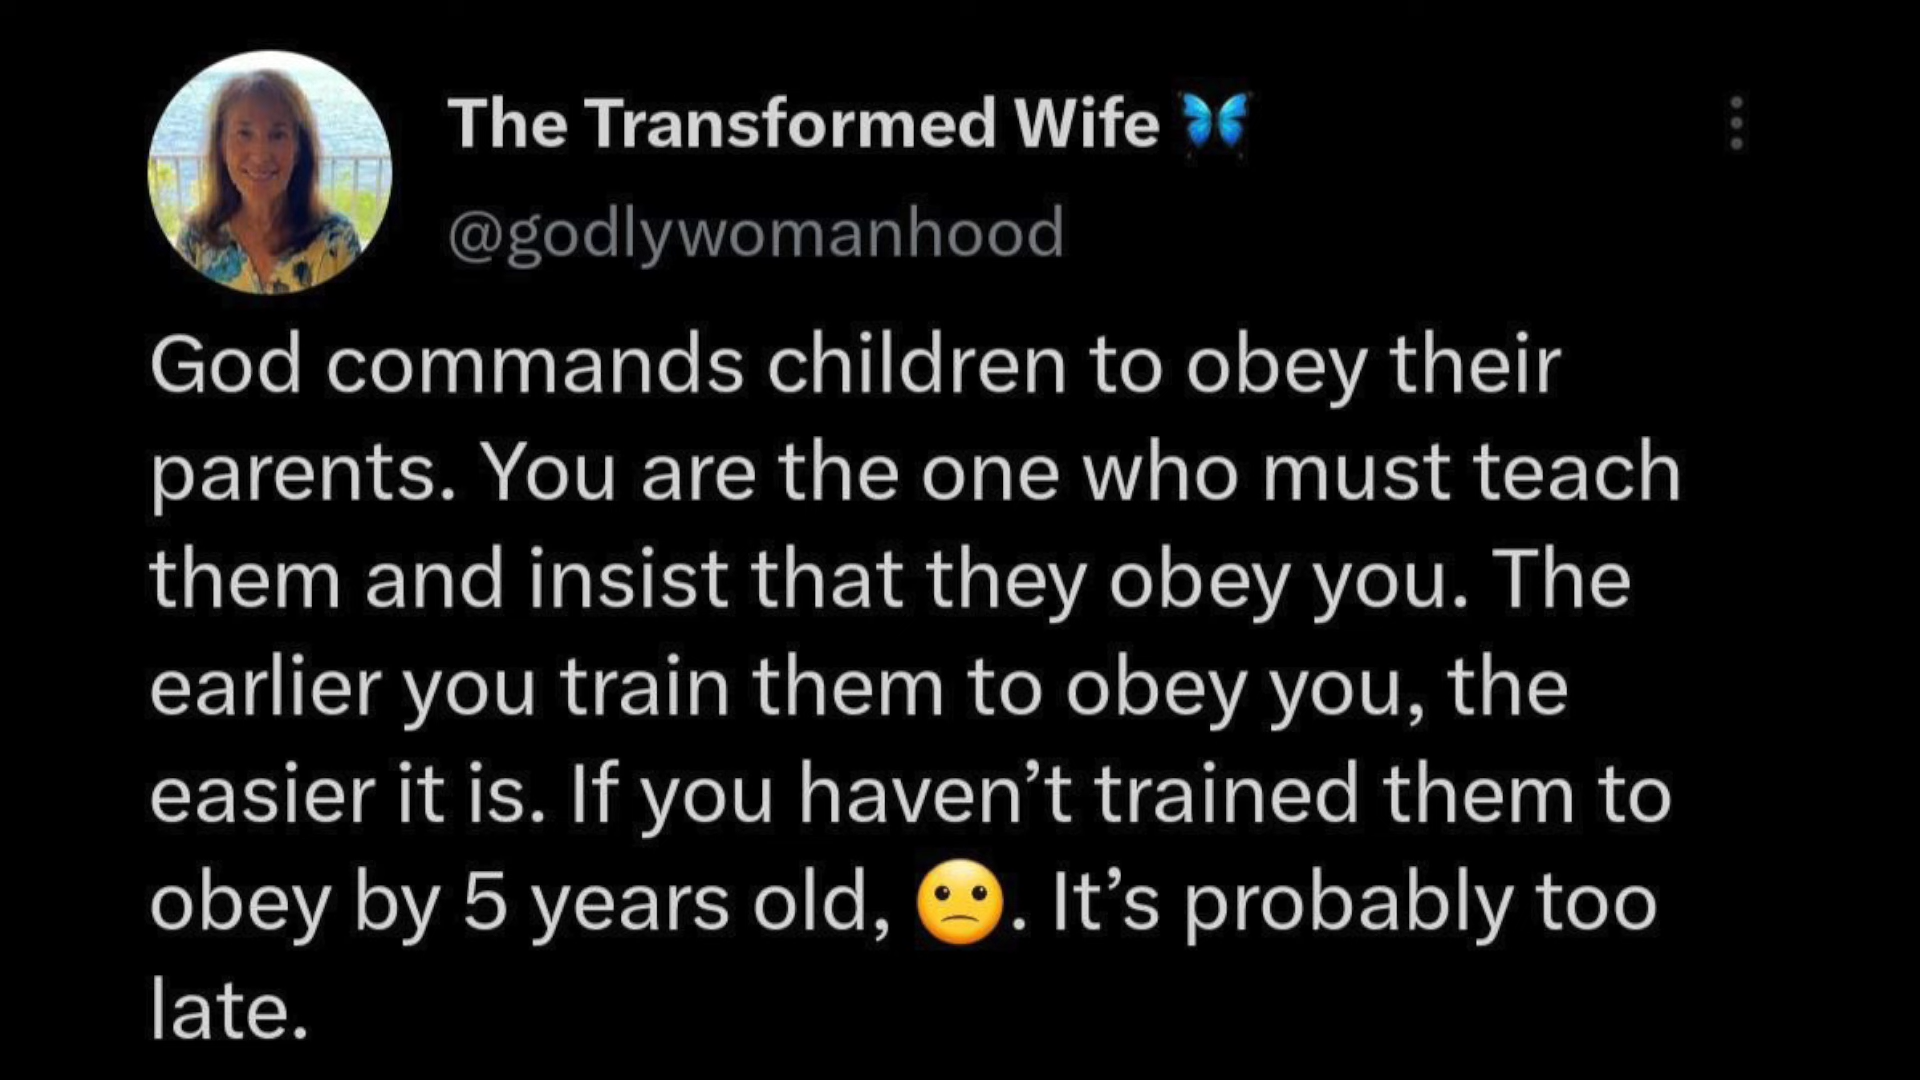 The Transformed Wife 🦋
@godlywomanhood
God commands children to obey their
parents. You are the one who must teach
them and insist that they obey you. The
earlier you train them to obey you, the
easier it is. If you haven’t trained them to
obey by 5 years old, 😕. It’s probably too
late.